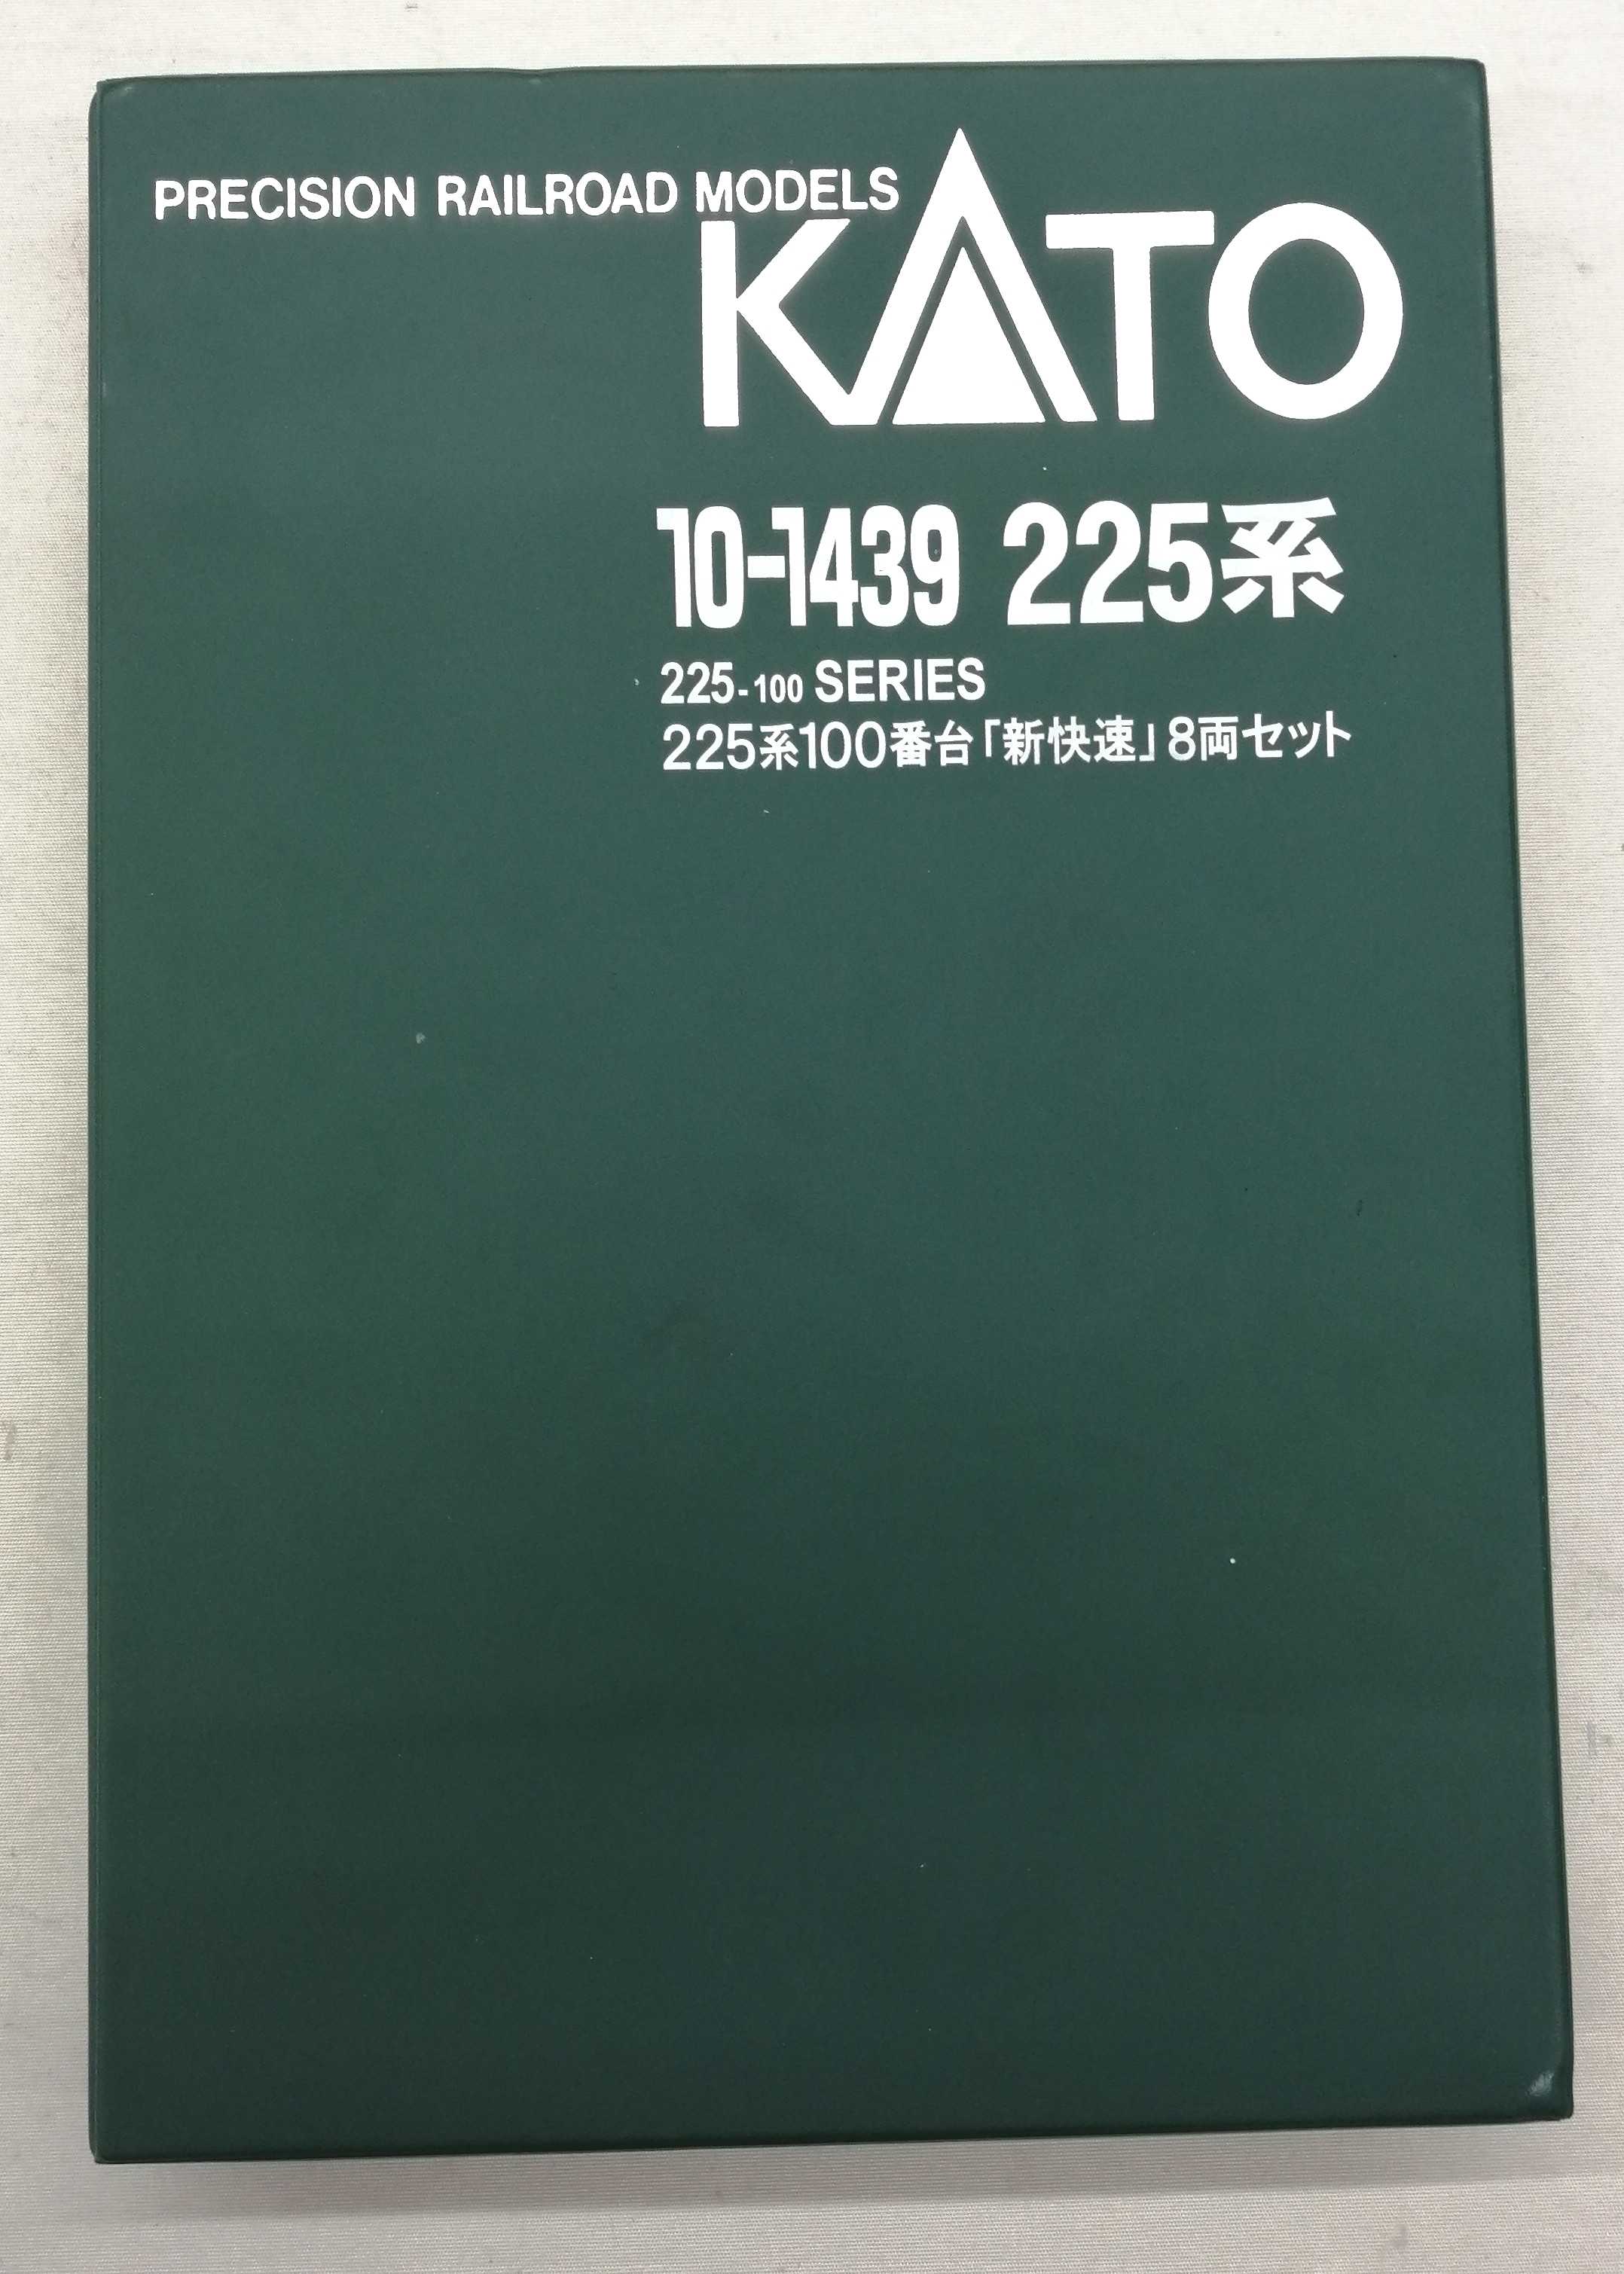 PRECISION RAILROAD MODELS
KATO
10-1439 225系
225-100 SERIES
225系100番台「新快速」8両セット